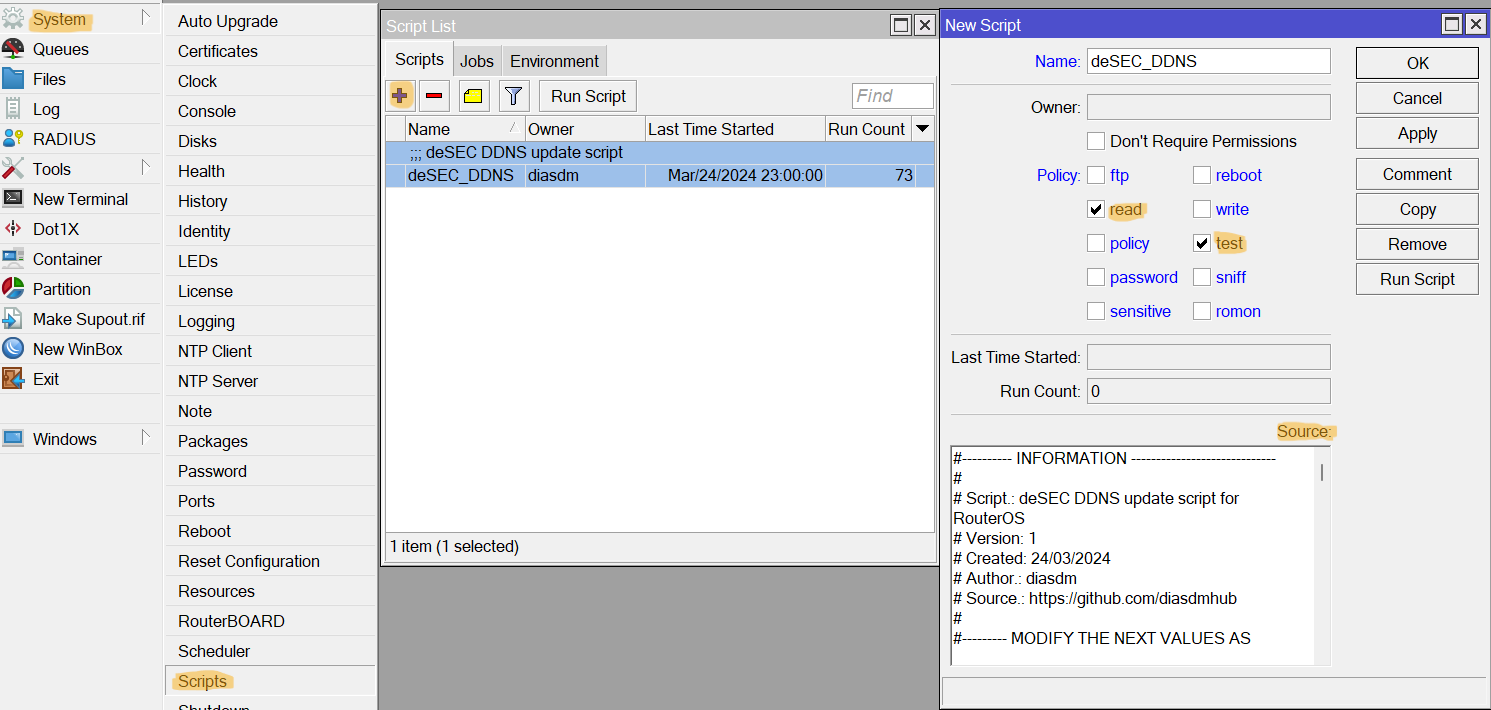 System
Queues
Files
Log
RADIUS
Tools
New Terminal
Dot1X
Container
Partition
Make Supout.rif
New WinBox
Exit
Windows
Auto Upgrade
Certificates
Clock
Console
Disks
Health
History
Identity
LEDs
License
Logging
NTP Client
NTP Server
Note
Packages
Password
Ports
Reboot
Reset Configuration
Resources
RouterBOARD
Scheduler
Scripts
Shutdown
Script List
Scripts Jobs Environment
Run Script Find
Name Owner Last Time Started Run Count
;;; deSEC DDNS update script
deSEC_DDNS diasdm Mar/24/2024 23:00:00 73
1 item (1 selected)
New Script
Name: deSEC_DDNS
Owner:
Don't Require Permissions
Policy: ftp reboot
read write
policy test
password sniff
sensitive romon
Last Time Started:
Run Count: 0
Source:
#---------- INFORMATION -----------------------------
#
# Script.: deSEC DDNS update script for
RouterOS
# Version: 1
# Created: 24/03/2024
# Author.: diasdm
# Source.: https://github.com/diasdmhub
#
#--------- MODIFY THE NEXT VALUES AS
OK
Cancel
Apply
Comment
Copy
Remove
Run Script